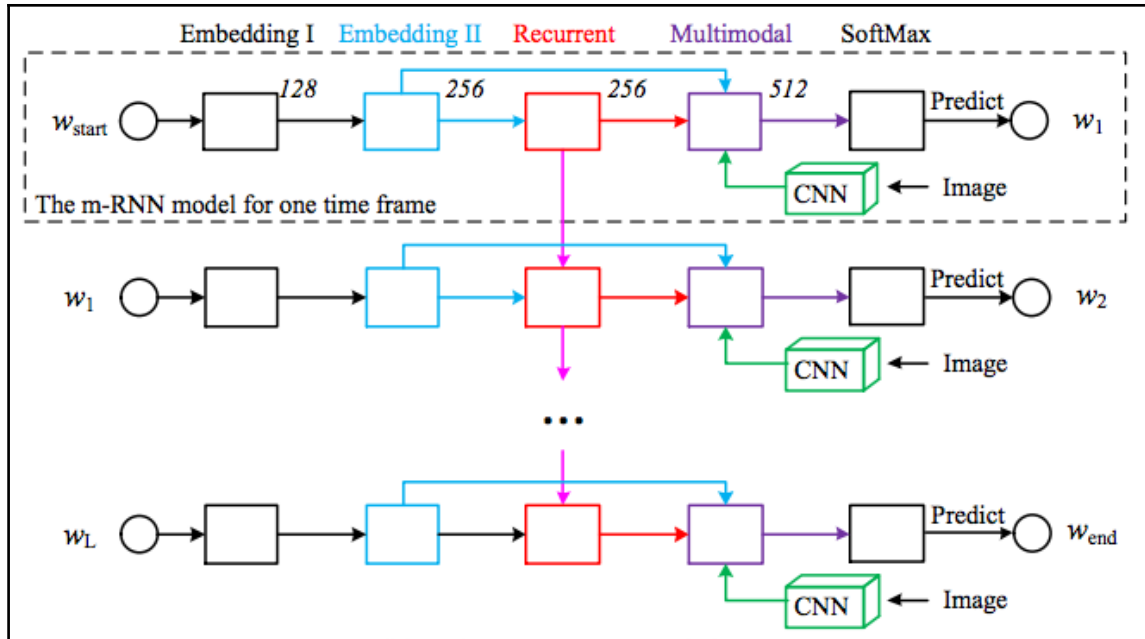 Embedding I Embedding II Recurrent Multimodal SoftMax
128 256 256 512
w_start Predict w_1
CNN Image
The m-RNN model for one time frame
w_1 Predict w_2
CNN Image
...
w_L Predict w_end
CNN Image